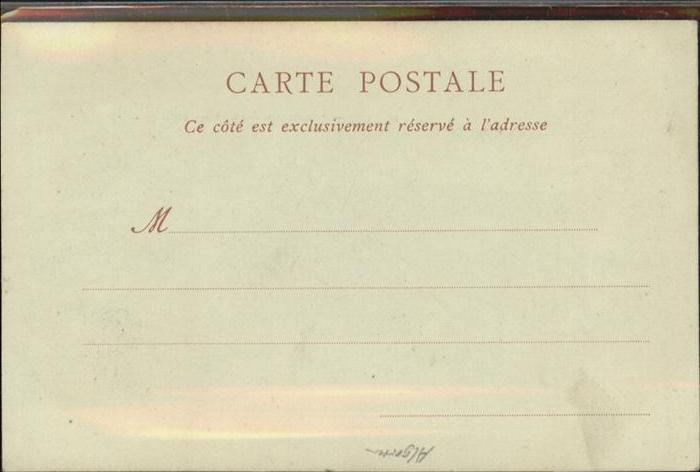 CARTE POSTALE
Ce côté est exclusivement réservé à l'adresse
M